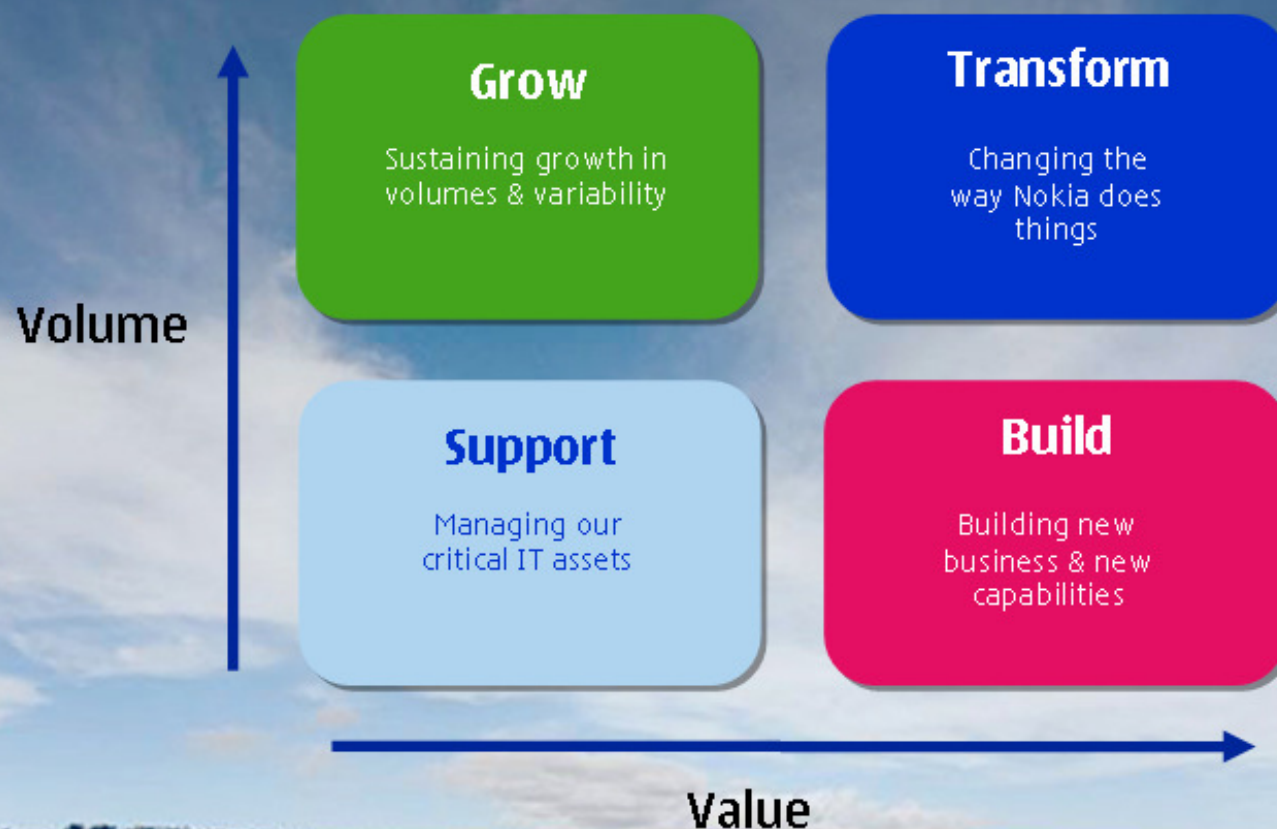 Grow
Sustaining growth in
volumes & variability
Transform
Changing the
way Nokia does
things
Volume
Support
Managing our
critical IT assets
Build
Building new
business & new
capabilities
Value